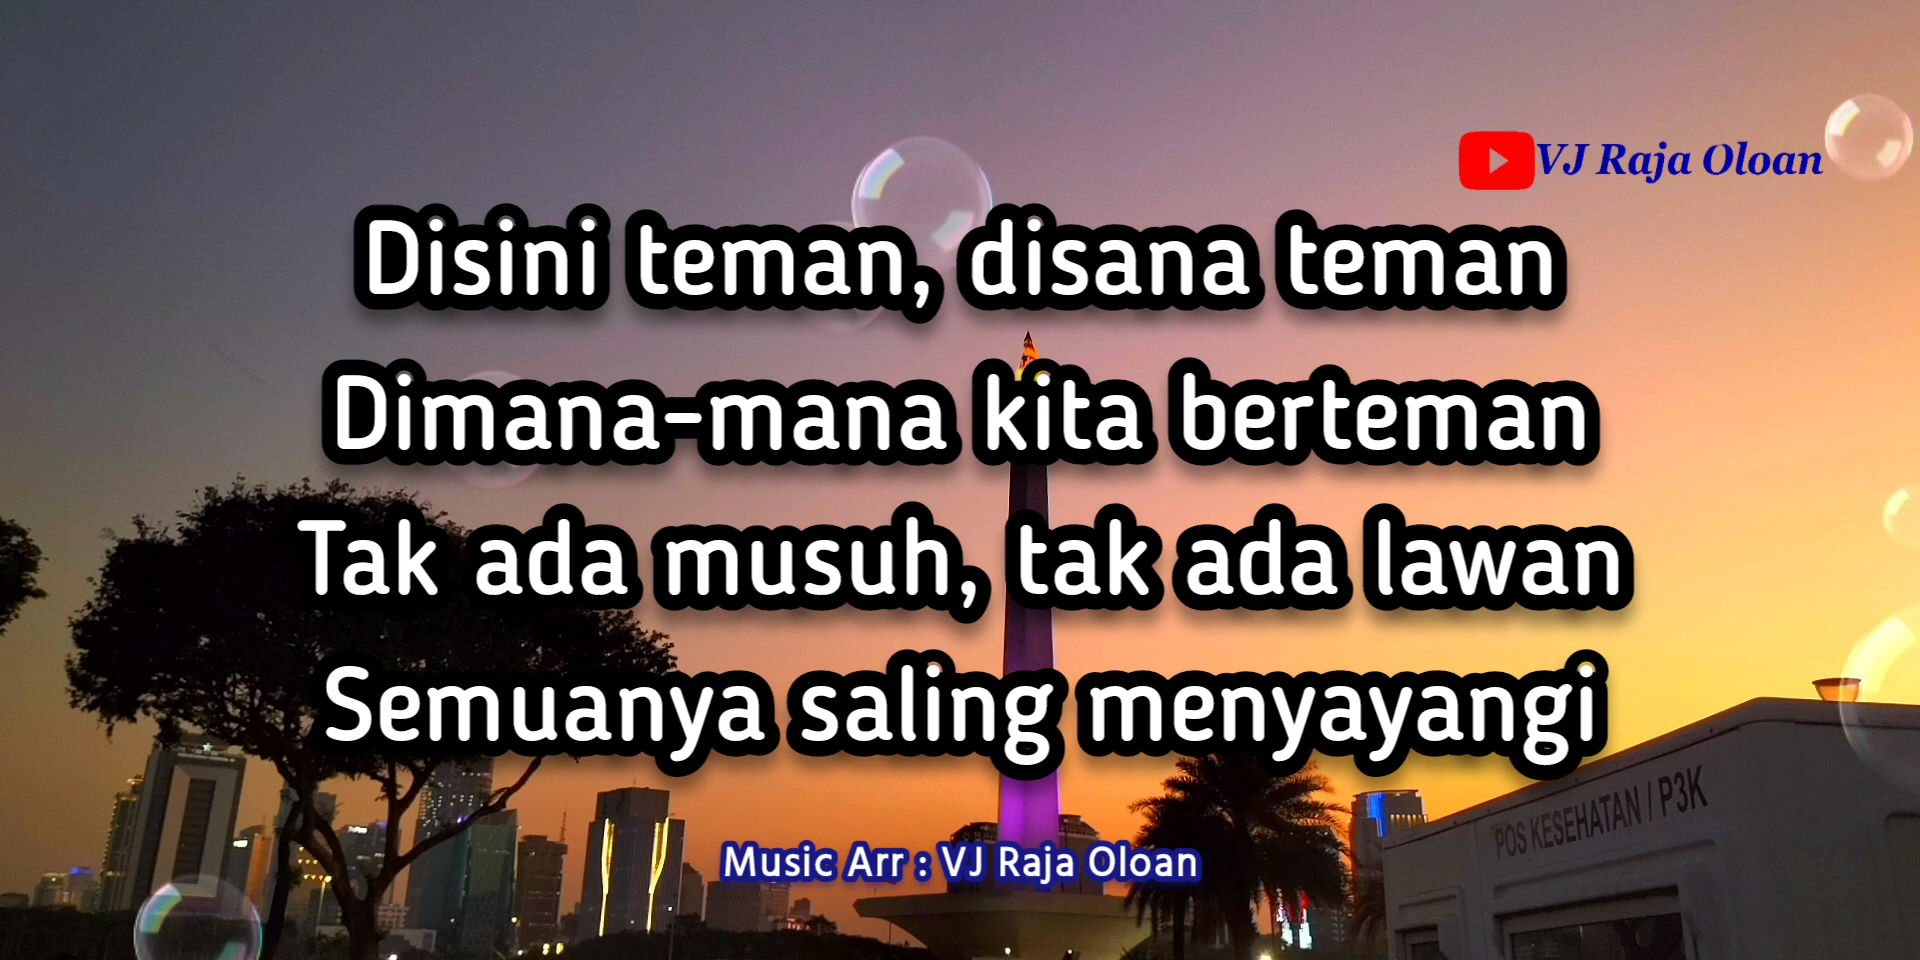 VJ Raja Oloan
Disini teman, disana teman
Dimana-mana kita berteman
Tak ada musuh, tak ada lawan
Semuanya saling menyayangi
POS KESEHATAN / P3K
Music Arr : VJ Raja Oloan